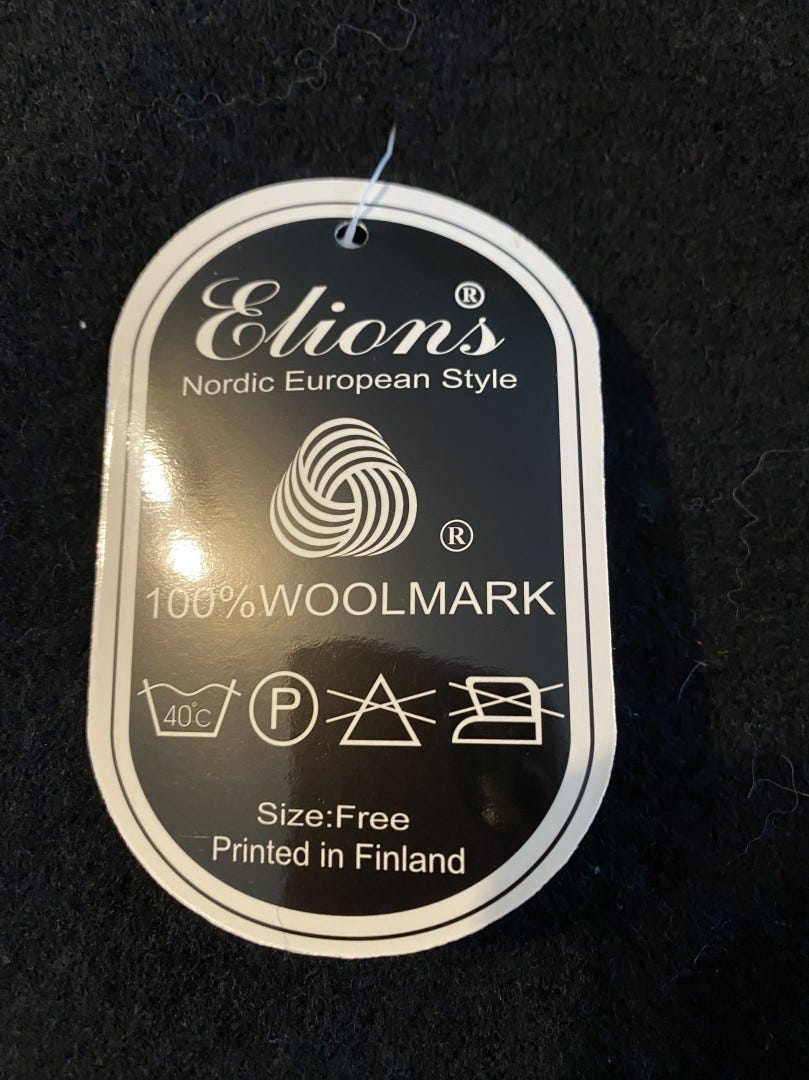 Elions®
Nordic European Style
®
100%WOOLMARK
40°C P
Size:Free
Printed in Finland